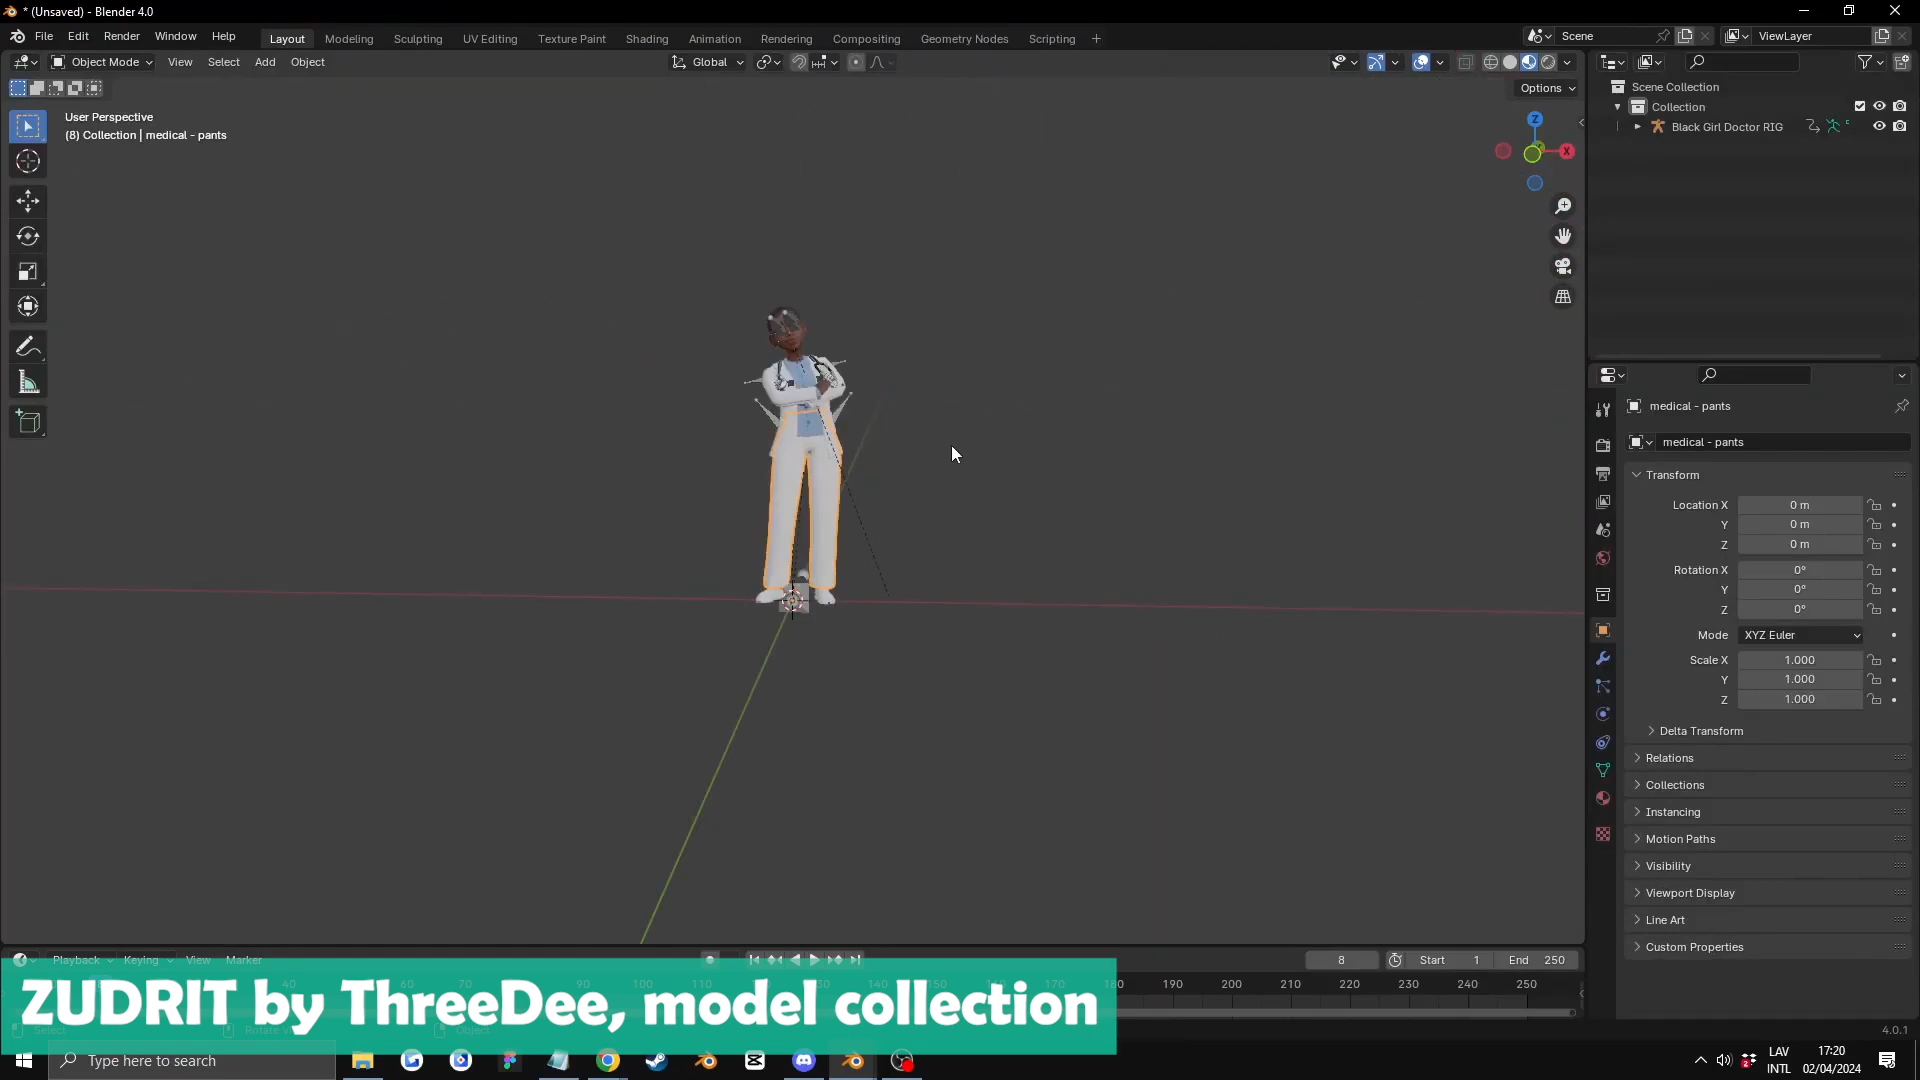 * (Unsaved) - Blender 4.0
File Edit Render Window Help
Layout Modeling Sculpting UV Editing Texture Paint Shading Animation Rendering Compositing Geometry Nodes Scripting +
Scene
ViewLayer
Object Mode View Select Add Object
Global
Options
User Perspective
(8) Collection | medical - pants
Z
X
Scene Collection
Collection
Black Girl Doctor RIG
medical - pants
medical - pants
Transform
Location X 0 m
Y 0 m
Z 0 m
Rotation X 0°
Y 0°
Z 0°
Mode XYZ Euler
Scale X 1.000
Y 1.000
Z 1.000
Delta Transform
Relations
Collections
Instancing
Motion Paths
Visibility
Viewport Display
Line Art
Custom Properties
Playback Keying View Marker
8 Start 1 End 250
170 180 190 200 210 220 230 240 250
ZUDRIT by ThreeDee, model collection
4.0.1
Type here to search
LAV
INTL
17:20
02/04/2024